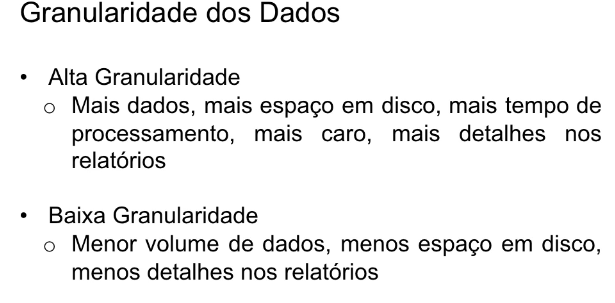 Granularidade dos Dados
• Alta Granularidade
o Mais dados, mais espaço em disco, mais tempo de
processamento, mais caro, mais detalhes nos
relatórios
• Baixa Granularidade
o Menor volume de dados, menos espaço em disco,
menos detalhes nos relatórios